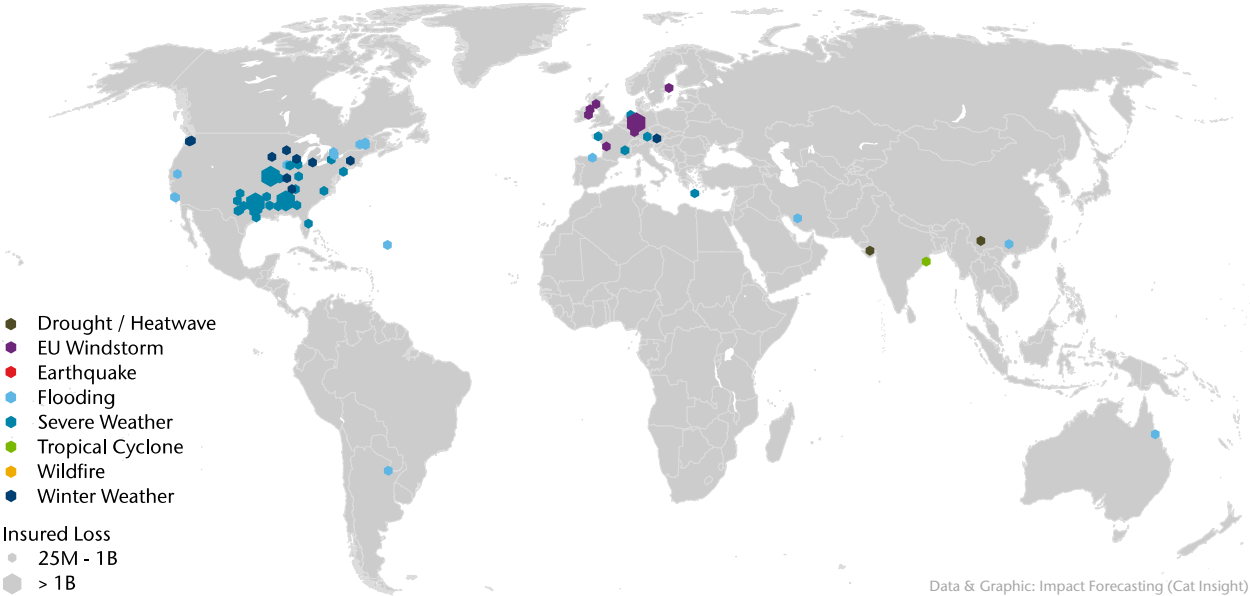 Drought / Heatwave
EU Windstorm
Earthquake
Flooding
Severe Weather
Tropical Cyclone
Wildfire
Winter Weather
Insured Loss
25M - 1B
> 1B
Data & Graphic: Impact Forecasting (Cat Insight)